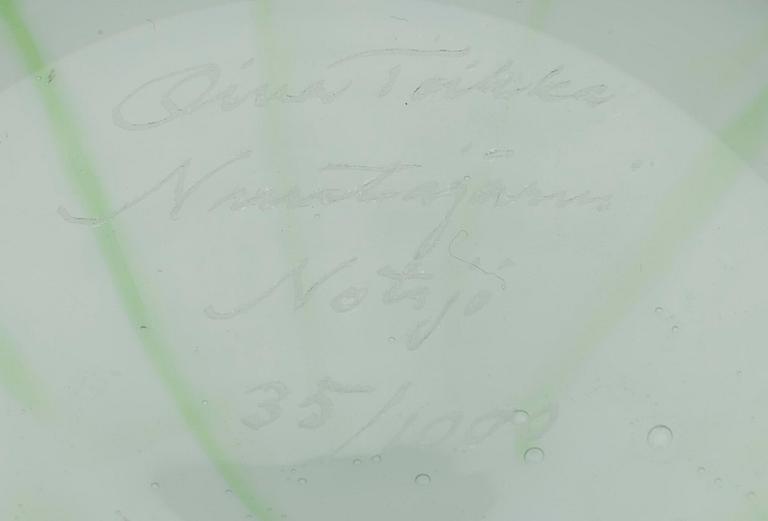 Oiva Toikka
Nuutajärvi
Notsjö
35/1000